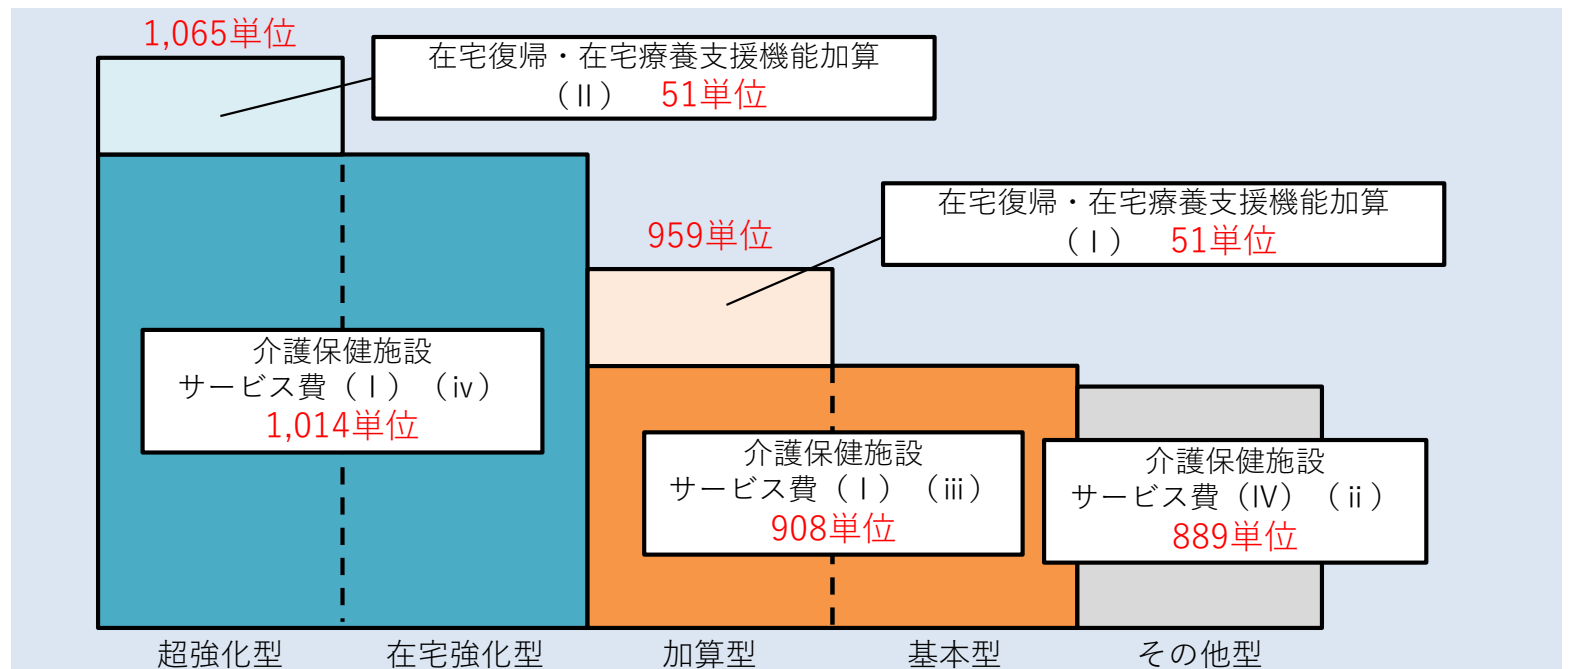 1,065単位
在宅復帰・在宅療養支援機能加算
（Ⅱ）　51単位
在宅復帰・在宅療養支援機能加算
（Ⅰ）　51単位
959単位
介護保健施設
サービス費（Ⅰ）（ⅳ）
1,014単位
介護保健施設
サービス費（Ⅰ）（ⅲ）
908単位
介護保健施設
サービス費（Ⅳ）（ⅱ）
889単位
超強化型　在宅強化型　加算型　基本型　その他型